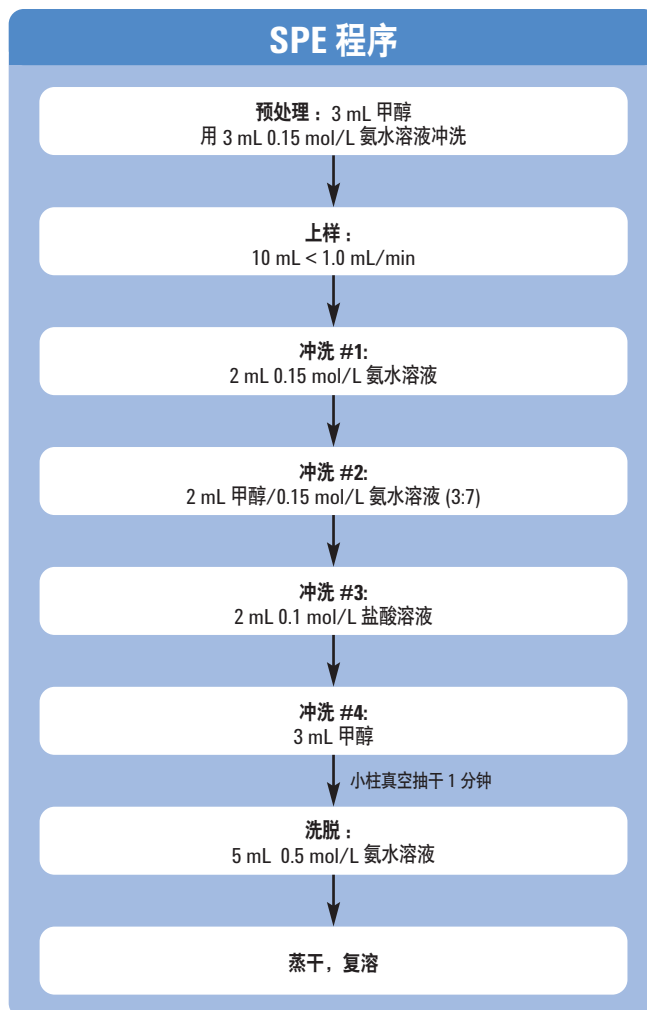 SPE 程序
预处理：3 mL 甲醇
用 3 mL 0.15 mol/L 氨水溶液冲洗
上样：
10 mL < 1.0 mL/min
冲洗 #1:
2 mL 0.15 mol/L 氨水溶液
冲洗 #2:
2 mL 甲醇/0.15 mol/L 氨水溶液 (3:7)
冲洗 #3:
2 mL 0.1 mol/L 盐酸溶液
冲洗 #4:
3 mL 甲醇
小柱真空抽干 1 分钟
洗脱：
5 mL 0.5 mol/L 氨水溶液
蒸干，复溶